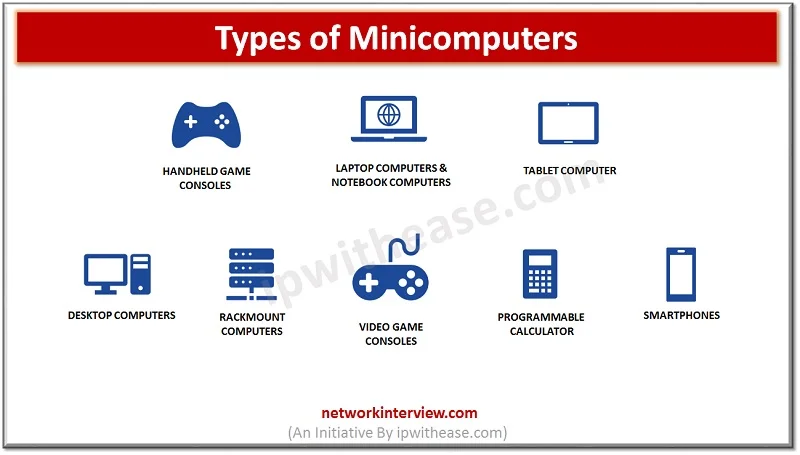 Types of Minicomputers
HANDHELD GAME
CONSOLES
LAPTOP COMPUTERS &
NOTEBOOK COMPUTERS
TABLET COMPUTER
ipwithease.com
DESKTOP COMPUTERS
RACKMOUNT
COMPUTERS
VIDEO GAME
CONSOLES
PROGRAMMABLE
CALCULATOR
SMARTPHONES
networkinterview.com
(An Initiative By ipwithease.com)